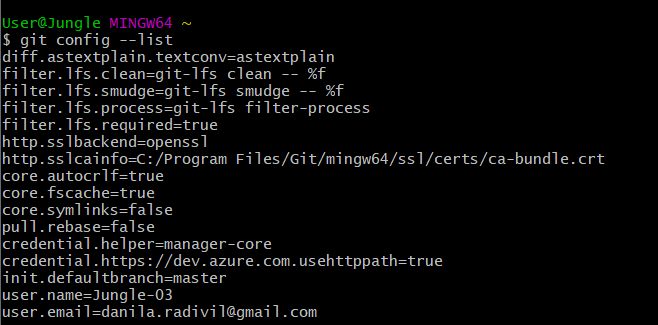 User@Jungle MINGW64 ~
$ git config --list
diff.astextplain.textconv=astextplain
filter.lfs.clean=git-lfs clean -- %f
filter.lfs.smudge=git-lfs smudge -- %f
filter.lfs.process=git-lfs filter-process
filter.lfs.required=true
http.sslbackend=openssl
http.sslcainfo=C:/Program Files/Git/mingw64/ssl/certs/ca-bundle.crt
core.autocrlf=true
core.fscache=true
core.symlinks=false
pull.rebase=false
credential.helper=manager-core
credential.https://dev.azure.com.usehttppath=true
init.defaultbranch=master
user.name=Jungle-03
user.email=danila.radivil@gmail.com